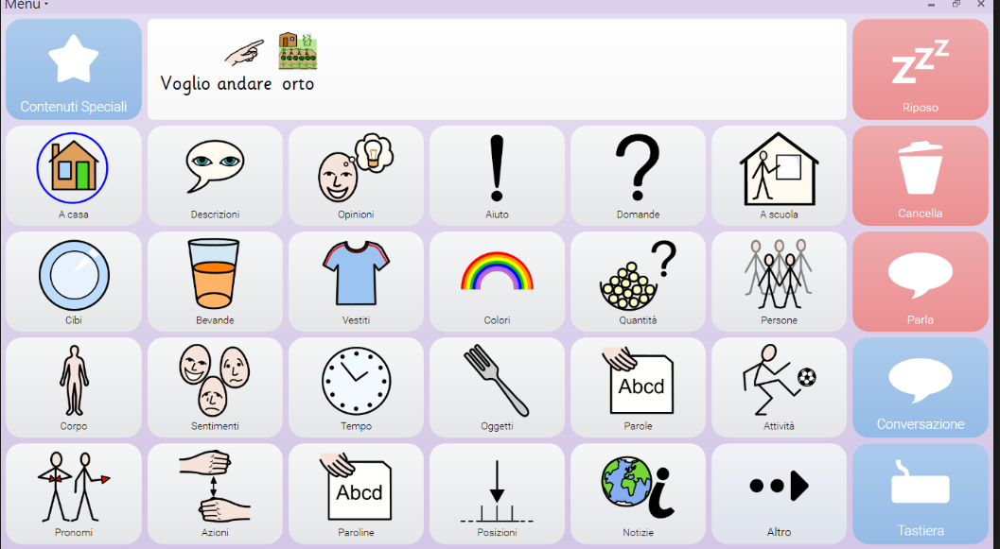 Menu
Contenuti Speciali
Voglio andare orto
Riposo
A casa
Descrizioni
Opinioni
Aiuto
Domande
A scuola
Cancella
Cibi
Bevande
Vestiti
Colori
Quantità
Persone
Parla
Corpo
Sentimenti
Tempo
Oggetti
Abcd
Parole
Attività
Conversazione
Pronomi
Azioni
Abcd
Paroline
Posizioni
Notizie
Altro
Tastiera